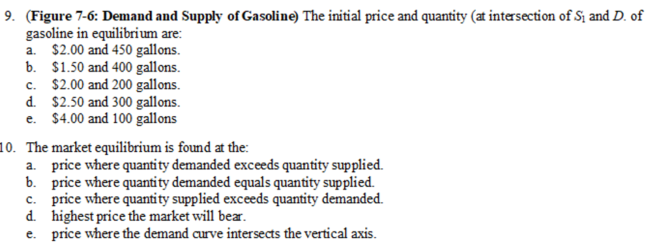 9. (Figure 7-6: Demand and Supply of Gasoline) The initial price and quantity (at intersection of S₁ and D. of
gasoline in equilibrium are:
a. $2.00 and 450 gallons.
b. $1.50 and 400 gallons.
c. $2.00 and 200 gallons.
d. $2.50 and 300 gallons.
e. $4.00 and 100 gallons
10. The market equilibrium is found at the:
a. price where quantity demanded exceeds quantity supplied.
b. price where quantity demanded equals quantity supplied.
c. price where quantity supplied exceeds quantity demanded.
d. highest price the market will bear.
e. price where the demand curve intersects the vertical axis.